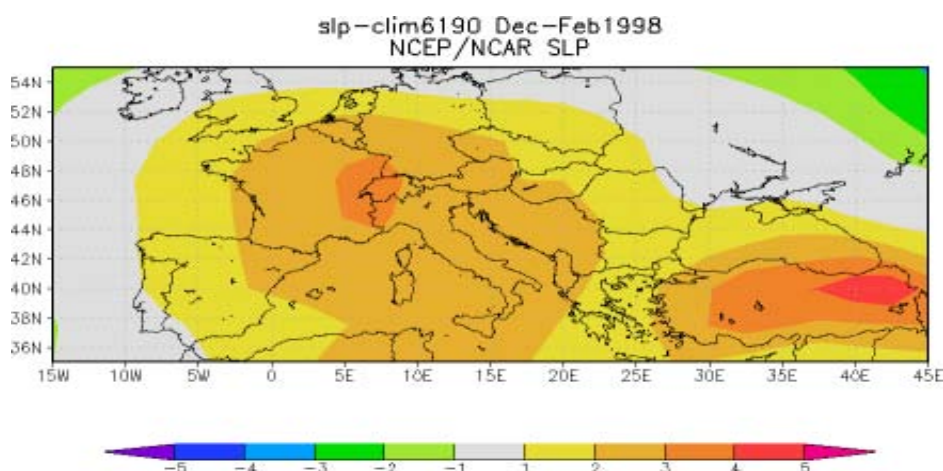 slp-clim6190 Dec-Feb1998
NCEP/NCAR SLP
54N
52N
50N
48N
46N
44N
42N
40N
38N
36N
15W 10W 5W 0 5E 10E 15E 20E 25E 30E 35E 40E 45E
-5 -4 -3 -2 -1 1 2 3 4 5